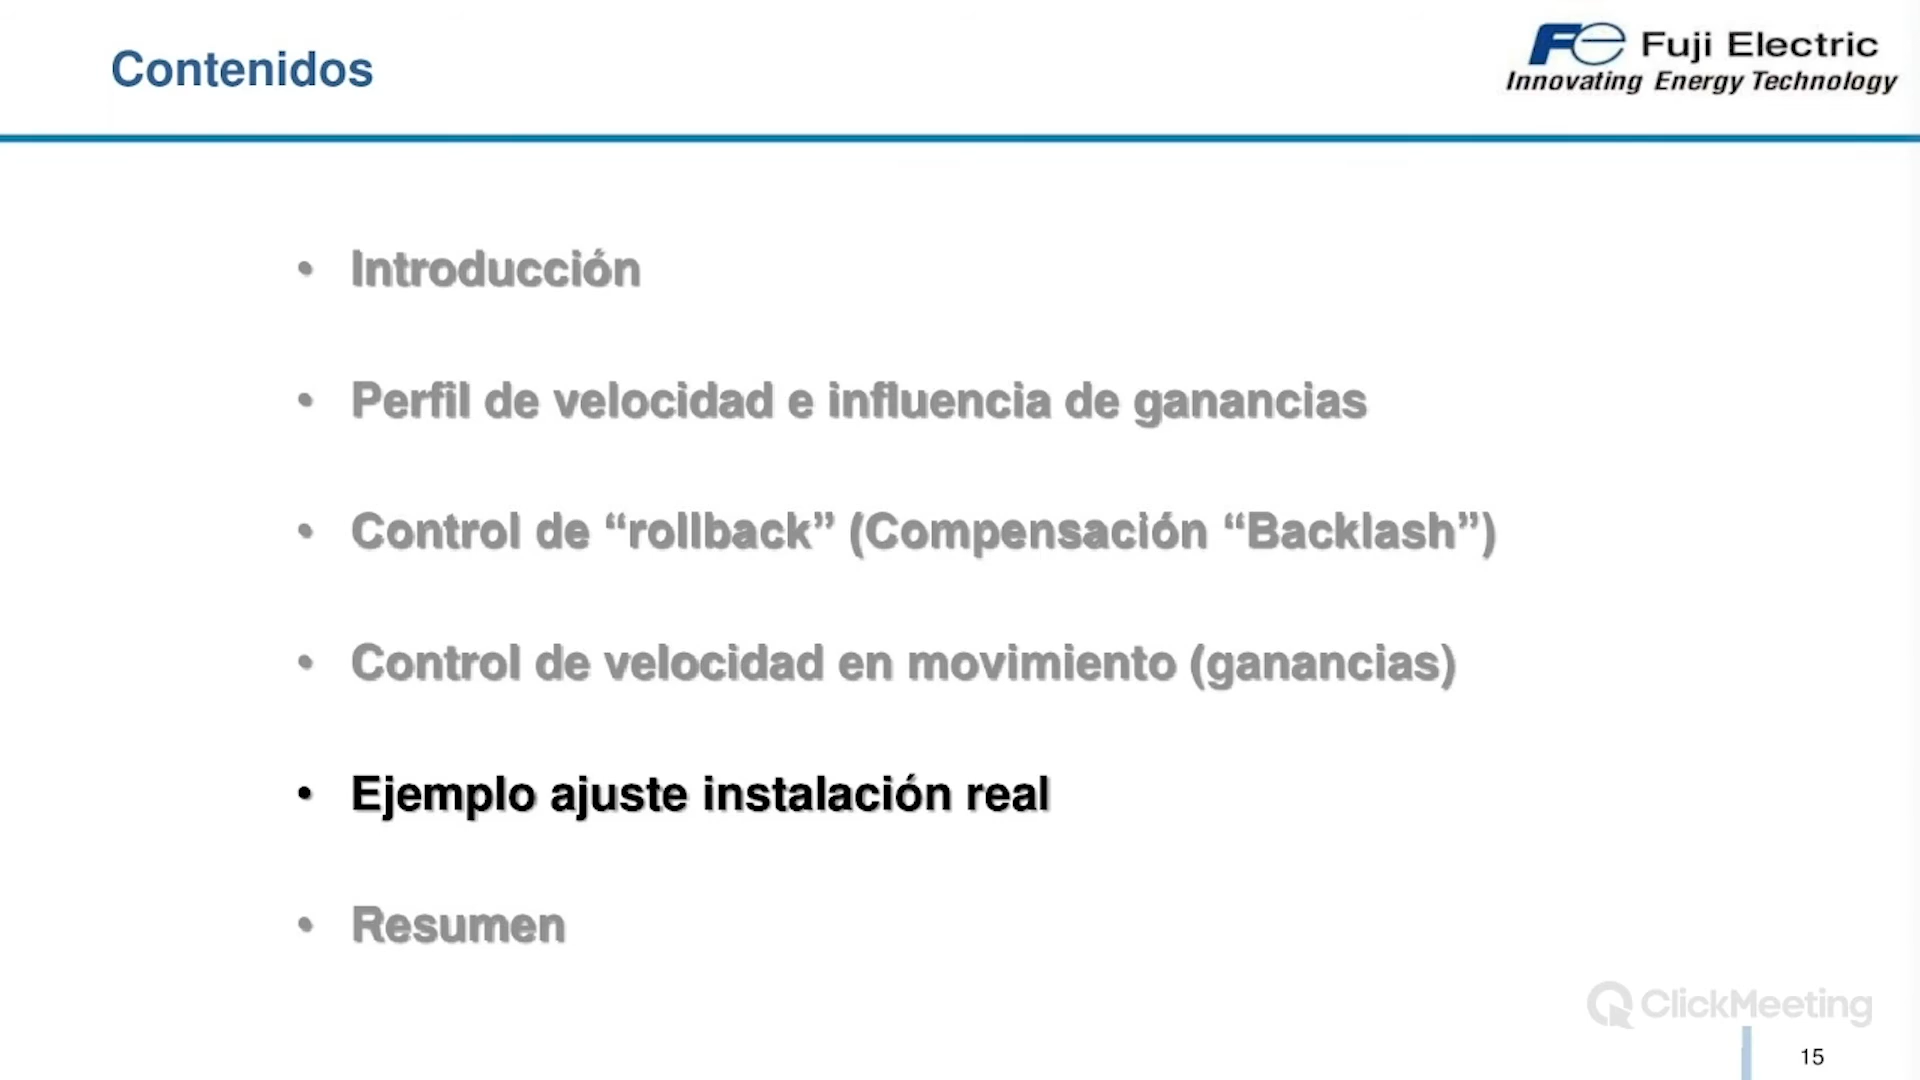 Contenidos
Fuji Electric
Innovating Energy Technology
• Introducción
• Perfil de velocidad e influencia de ganancias
• Control de “rollback” (Compensación “Backlash”)
• Control de velocidad en movimiento (ganancias)
• Ejemplo ajuste instalación real
• Resumen
ClickMeeting
15